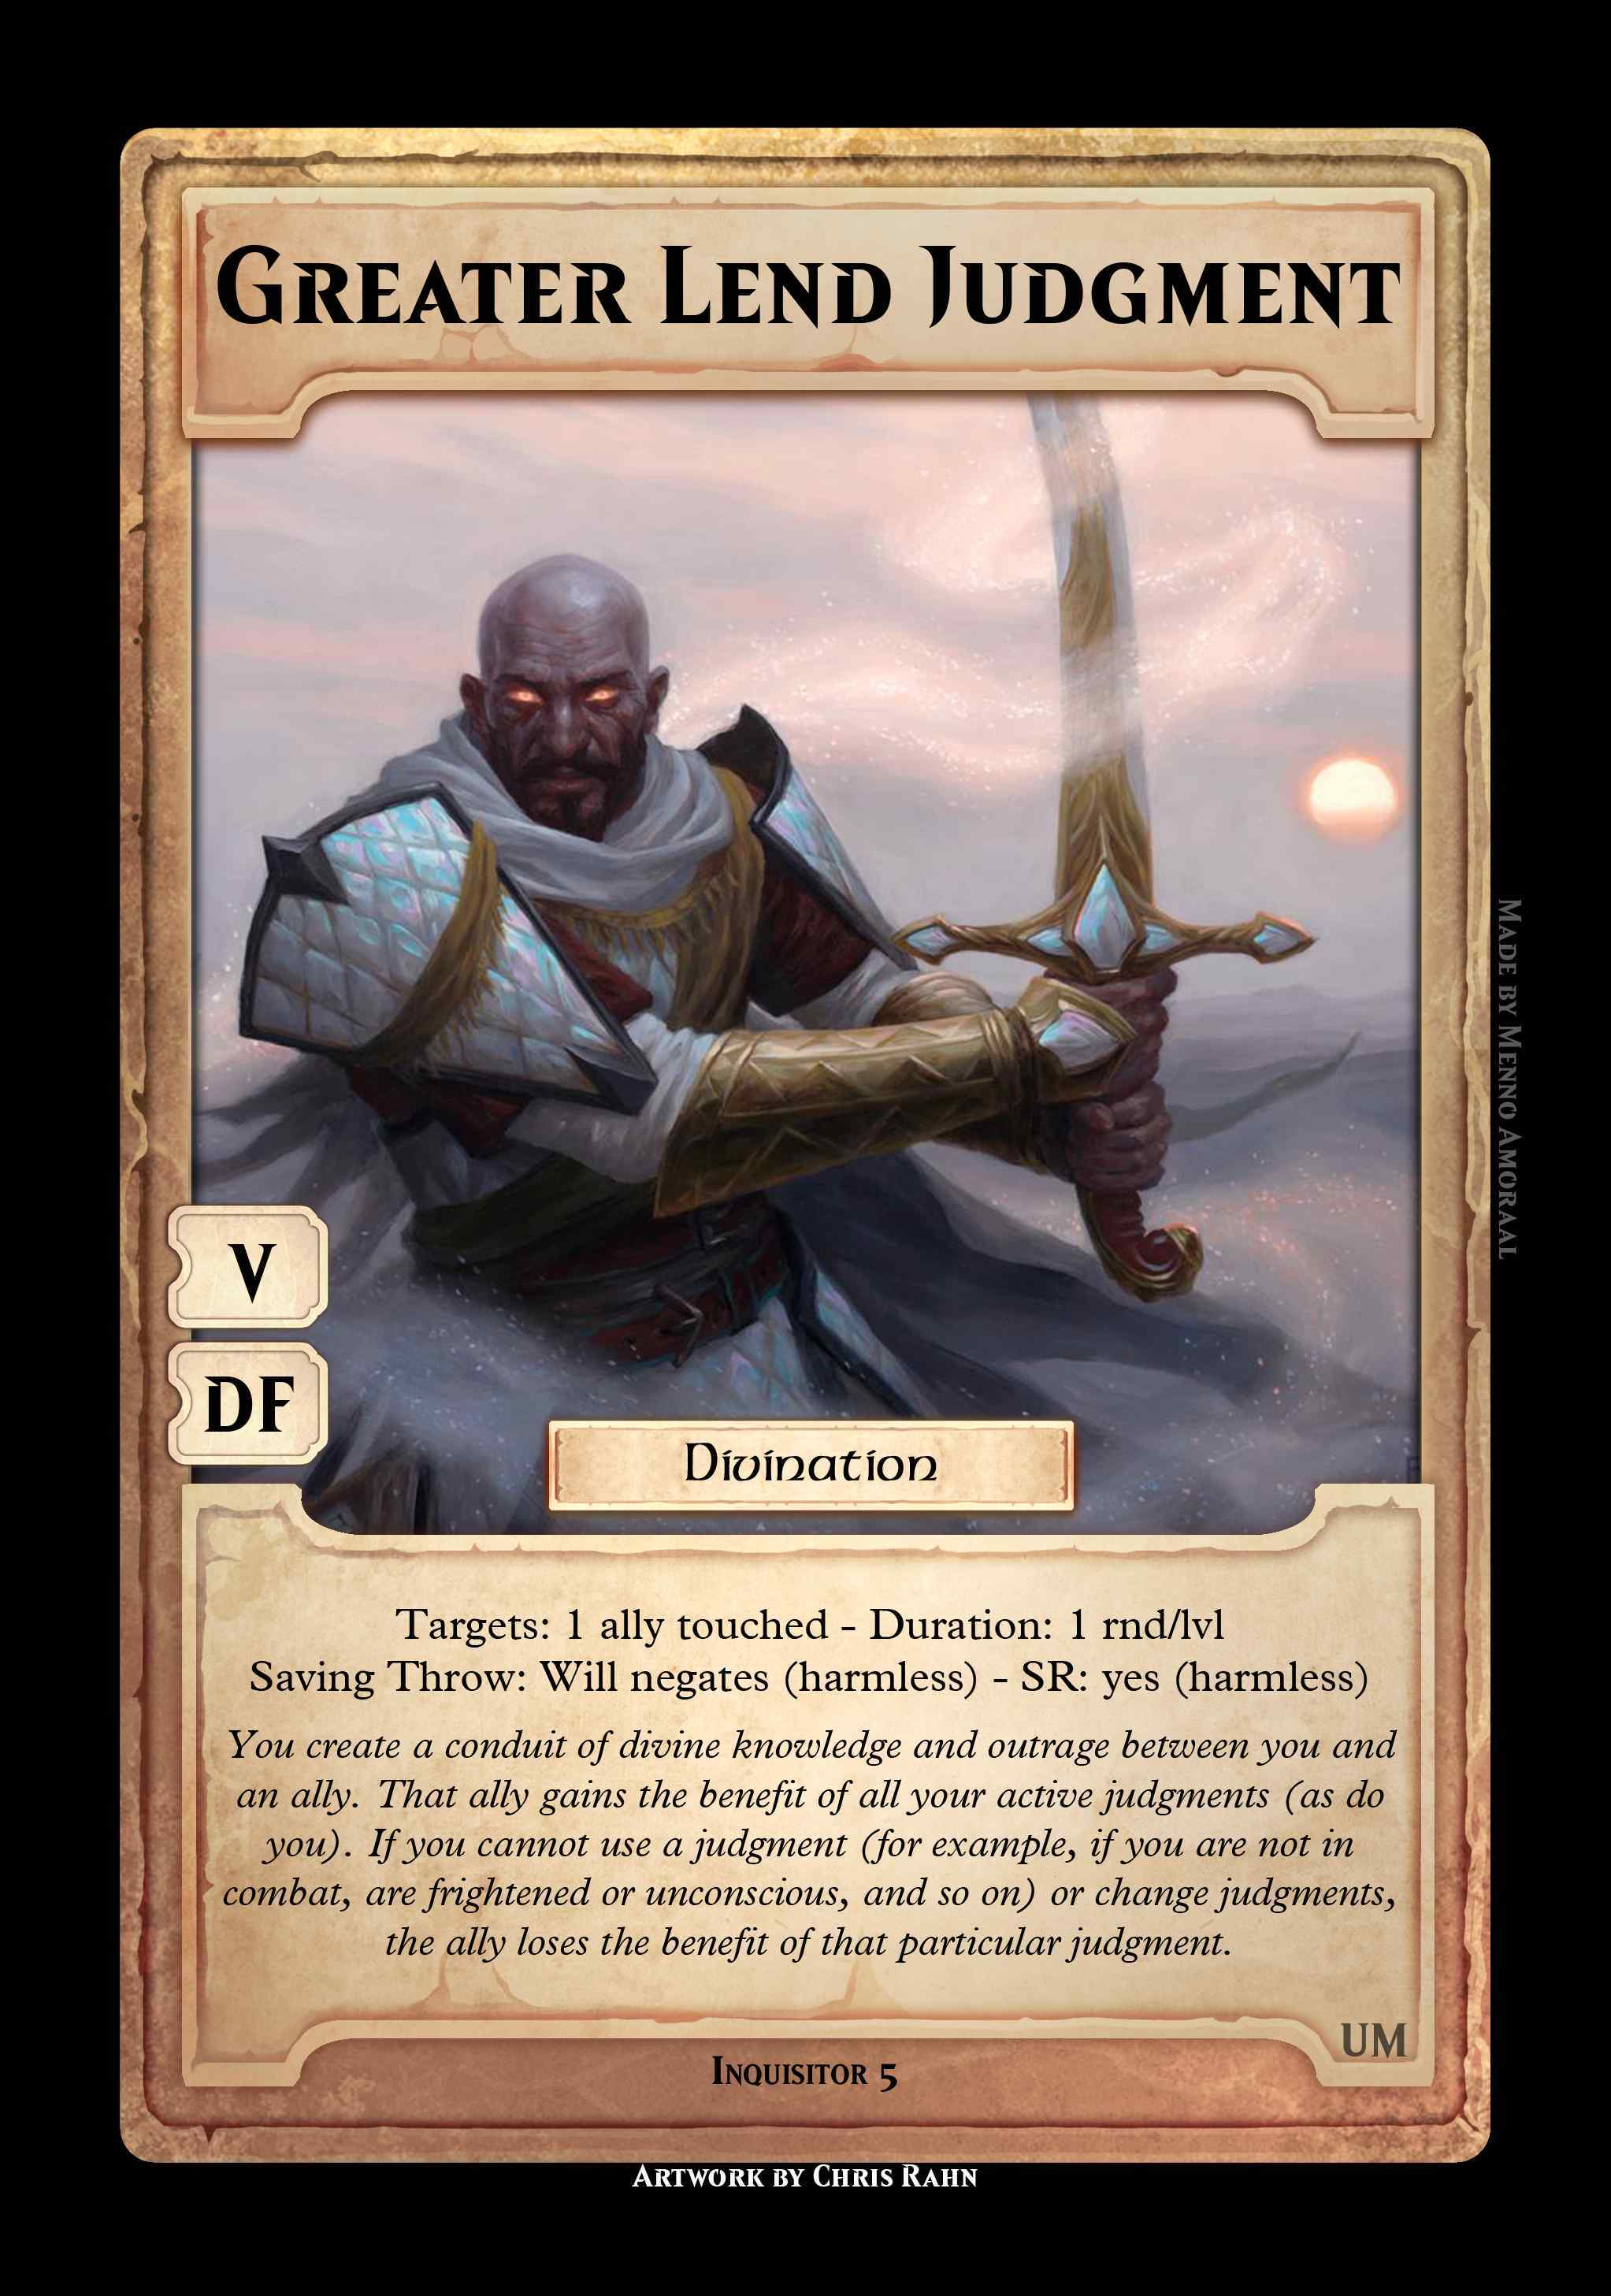 Greater Lend Judgment
V
DF
Divination
Targets: 1 ally touched - Duration: 1 rnd/lvl
Saving Throw: Will negates (harmless) - SR: yes (harmless)
You create a conduit of divine knowledge and outrage between you and
an ally. That ally gains the benefit of all your active judgments (as do
you). If you cannot use a judgment (for example, if you are not in
combat, are frightened or unconscious, and so on) or change judgments,
the ally loses the benefit of that particular judgment.
UM
Inquisitor 5
Artwork by Chris Rahn
Made by Menno Amoraal